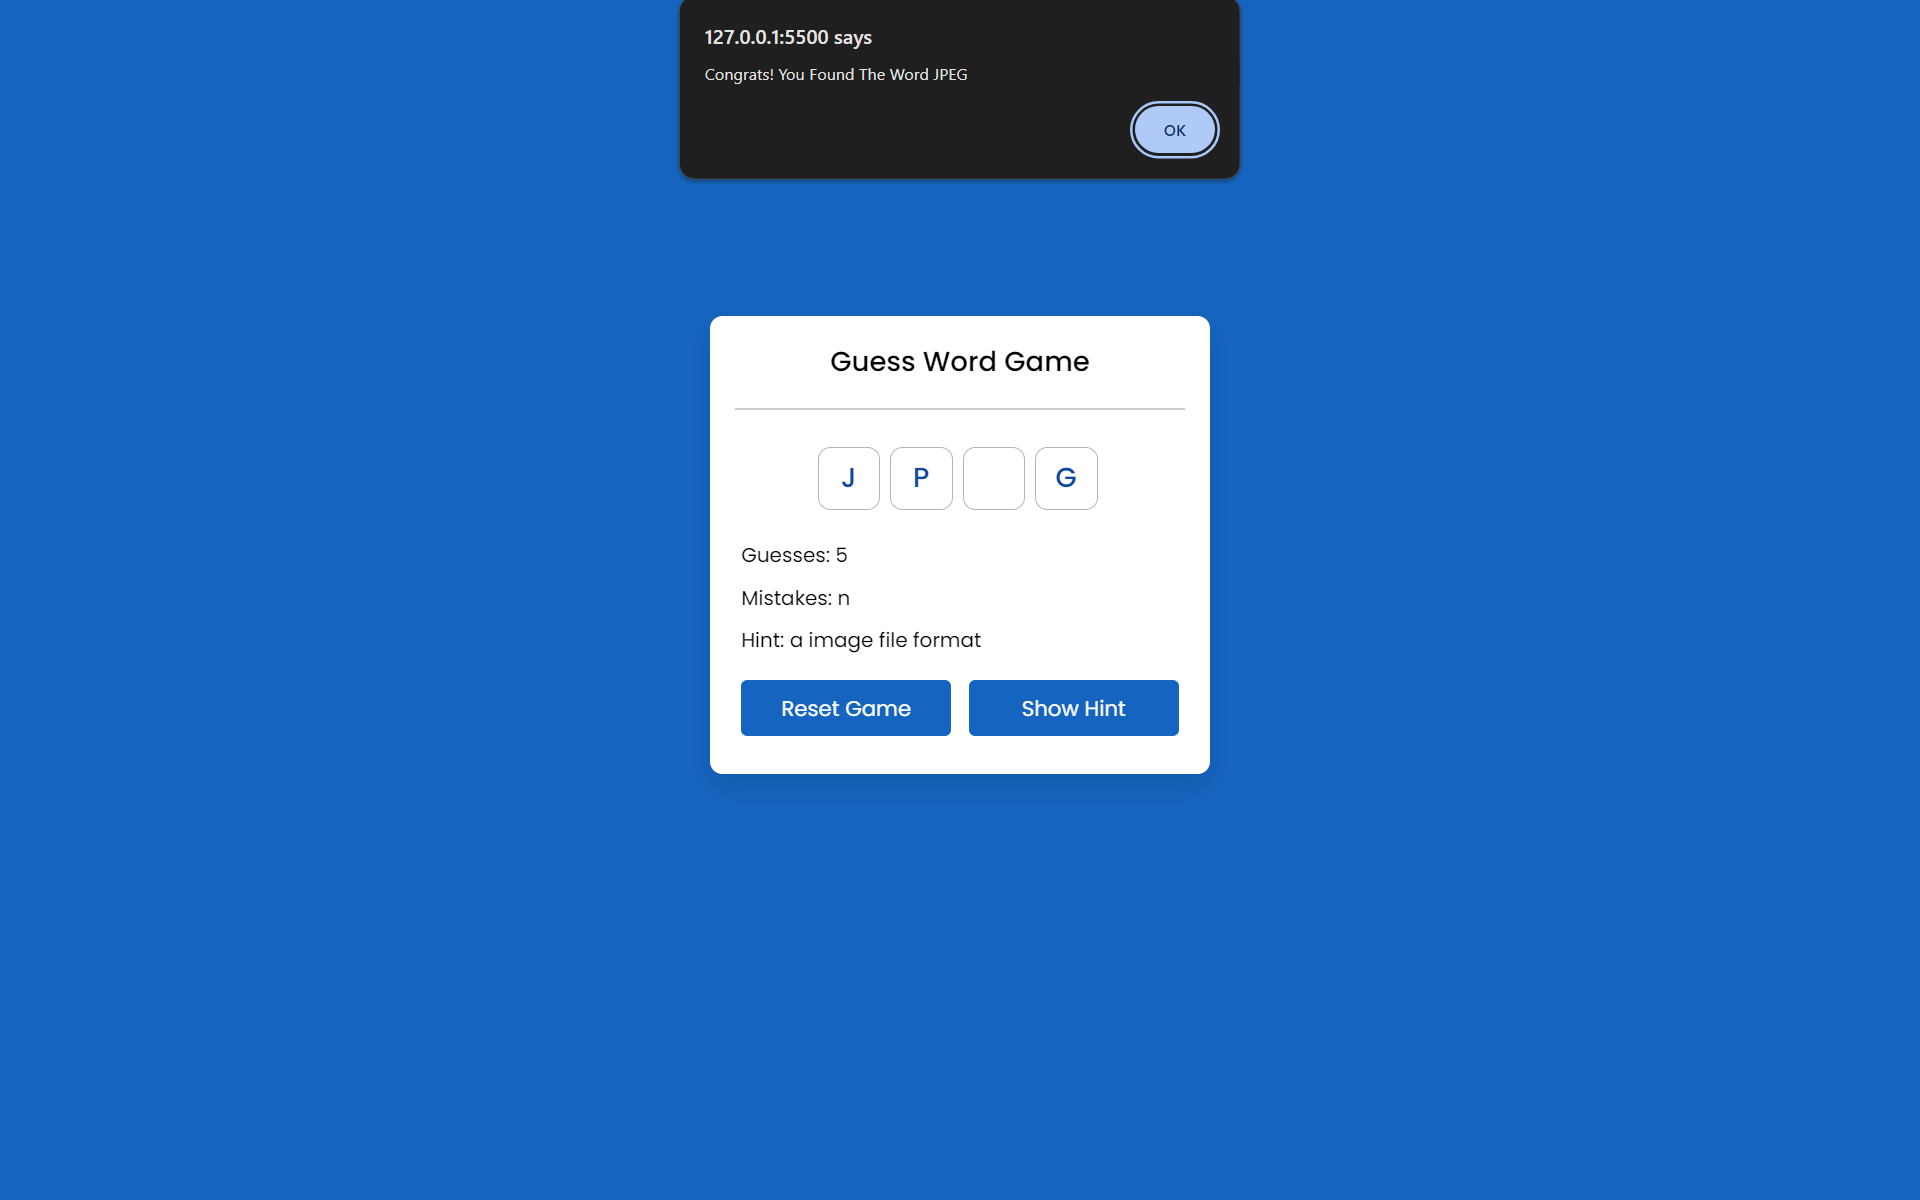 127.0.0.1:5500 says
Congrats! You Found The Word JPEG
OK
Guess Word Game
J P G
Guesses: 5
Mistakes: n
Hint: a image file format
Reset Game Show Hint